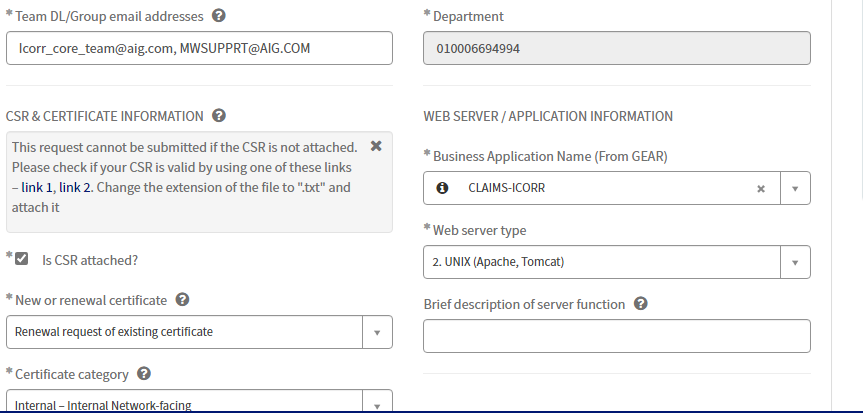 * Team DL/Group email addresses ?
Icorr_core_team@aig.com, MWSUPPRT@AIG.COM
* Department
010006694994
CSR & CERTIFICATE INFORMATION ?
This request cannot be submitted if the CSR is not attached.
Please check if your CSR is valid by using one of these links
– link 1, link 2. Change the extension of the file to ".txt" and
attach it
* Is CSR attached?
* New or renewal certificate ?
Renewal request of existing certificate
* Certificate category ?
Internal – Internal Network-facing
WEB SERVER / APPLICATION INFORMATION
* Business Application Name (From GEAR)
CLAIMS-ICORR
* Web server type
2. UNIX (Apache, Tomcat)
Brief description of server function ?